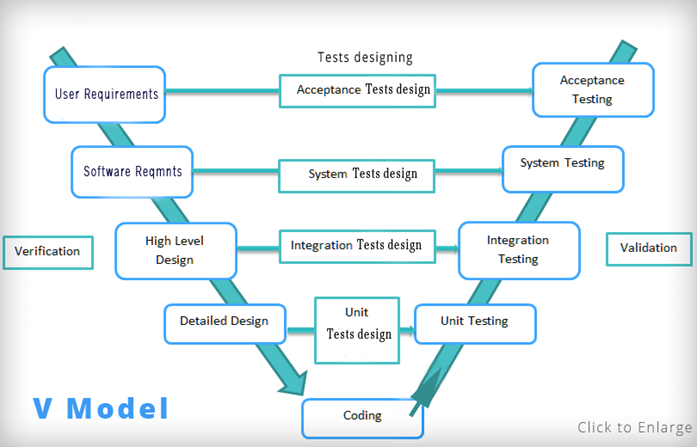 Tests designing
User Requirements
Acceptance Tests design
Acceptance
Testing
Software Reqmnts
System Tests design
System Testing
Verification
High Level
Design
Integration Tests design
Integration
Testing
Validation
Detailed Design
Unit
Tests design
Unit Testing
V Model
Coding
Click to Enlarge